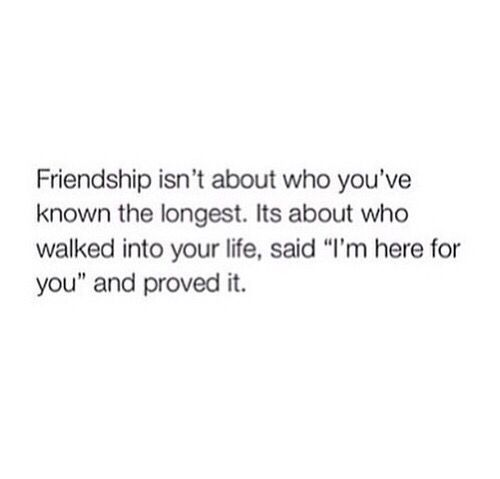 Friendship isn't about who you've
known the longest. Its about who
walked into your life, said “I'm here for
you” and proved it.